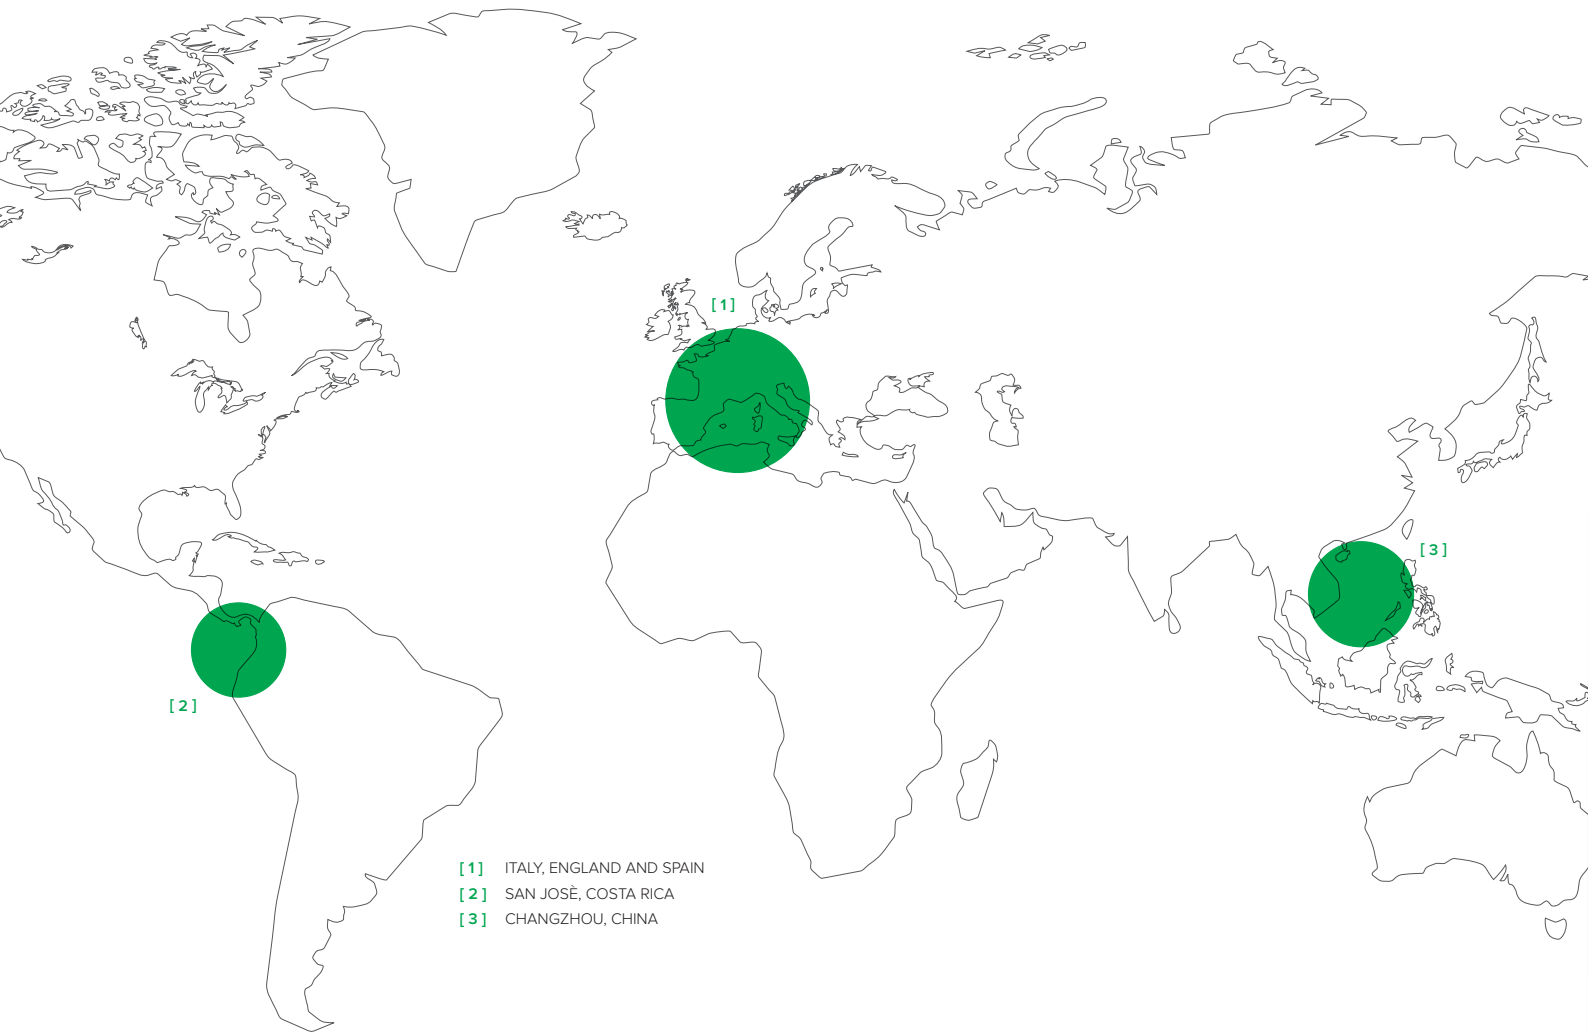 [ 1 ]
[ 3 ]
[ 2 ]
[ 1 ] ITALY, ENGLAND AND SPAIN
[ 2 ] SAN JOSÈ, COSTA RICA
[ 3 ] CHANGZHOU, CHINA